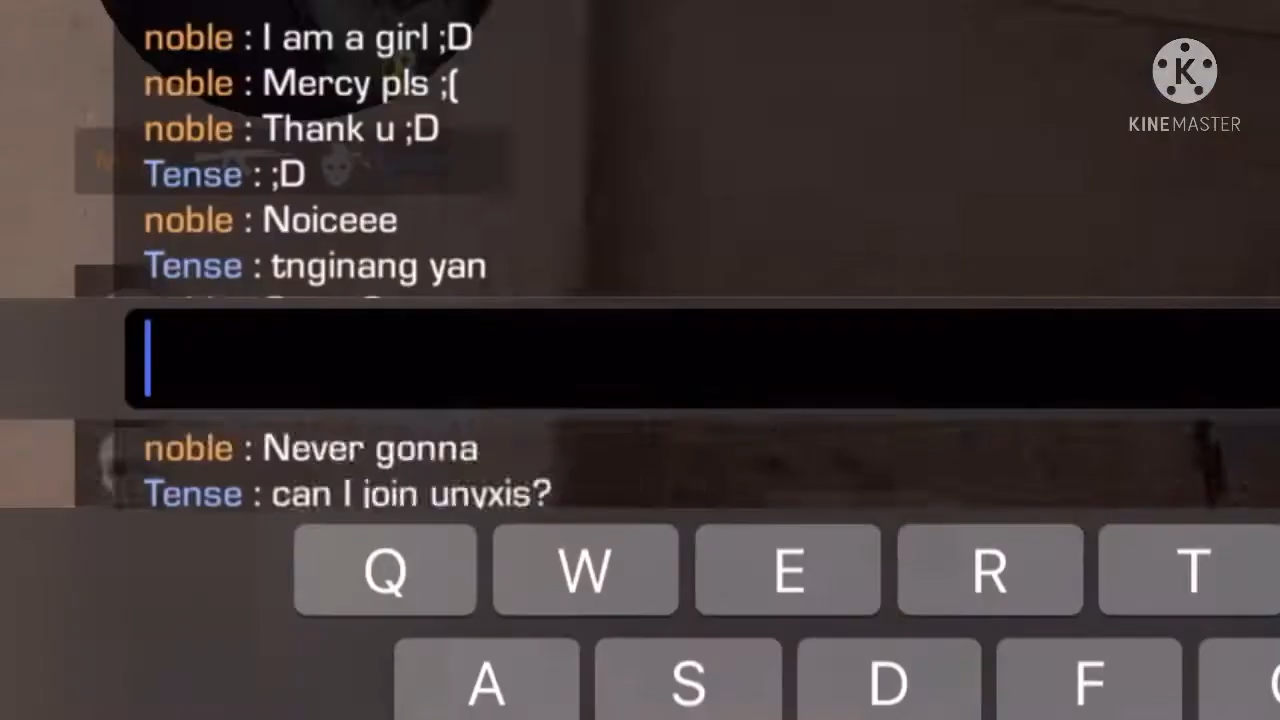 noble : I am a girl ;D
noble : Mercy pls ;(
noble : Thank u ;D
Tense : ;D
noble : Noiceee
Tense : tnginang yan
noble : Never gonna
Tense : can I join unyxis?
K
KINEMASTER
Q W E R T
A S D F